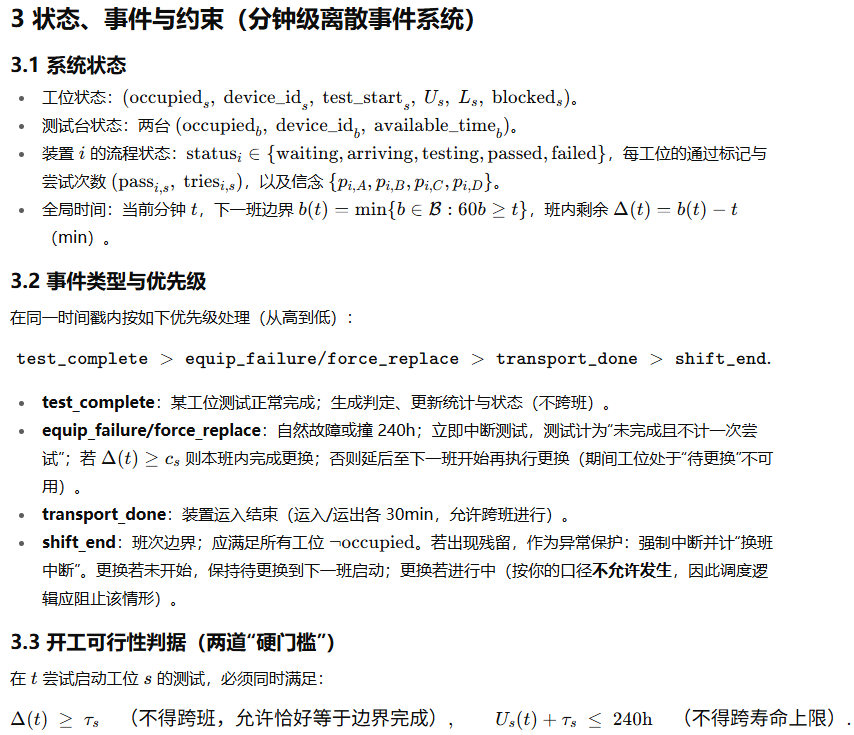 3 状态、事件与约束（分钟级离散事件系统）
3.1 系统状态
• 工位状态：(occupied_s, device_id_s, test_start_s, U_s, L_s, blocked_s)。
• 测试台状态：两台 (occupied_b, device_id_b, available_time_b)。
• 装置 i 的流程状态：status_i ∈ {waiting, arriving, testing, passed, failed}，每工位的通过标记与
尝试次数 (pass_{i,s}, tries_{i,s})，以及信念 {p_{i,A}, p_{i,B}, p_{i,C}, p_{i,D}}。
• 全局时间：当前分钟 t，下一班边界 b(t) = min{b ∈ 𝓑 : 60b ≥ t}，班内剩余 Δ(t) = b(t) − t
（min）。
3.2 事件类型与优先级
在同一时间戳内按如下优先级处理（从高到低）：
test_complete > equip_failure/force_replace > transport_done > shift_end.
• test_complete：某工位测试正常完成；生成判定、更新统计与状态（不跨班）。
• equip_failure/force_replace：自然故障或撞 240h；立即中断测试，测试计为“未完成且不计一次尝
试”；若 Δ(t) ≥ c_s 则本班内完成更换；否则延后至下一班开始再执行更换（期间工位处于“待更换”不可
用）。
• transport_done：装置运入结束（运入/运出各 30min，允许跨班进行）。
• shift_end：班次边界；应满足所有工位 ¬occupied。若出现残留，作为异常保护：强制中断并计“换班
中断”。更换若未开始，保持待更换到下一班启动；更换若进行中（按你的口径不允许发生，因此调度逻
辑应阻止该情形）。
3.3 开工可行性判据（两道“硬门槛”）
在 t 尝试启动工位 s 的测试，必须同时满足：
Δ(t) ≥ τ_s （不得跨班，允许恰好等于边界完成）, U_s(t) + τ_s ≤ 240h （不得跨寿命上限）.